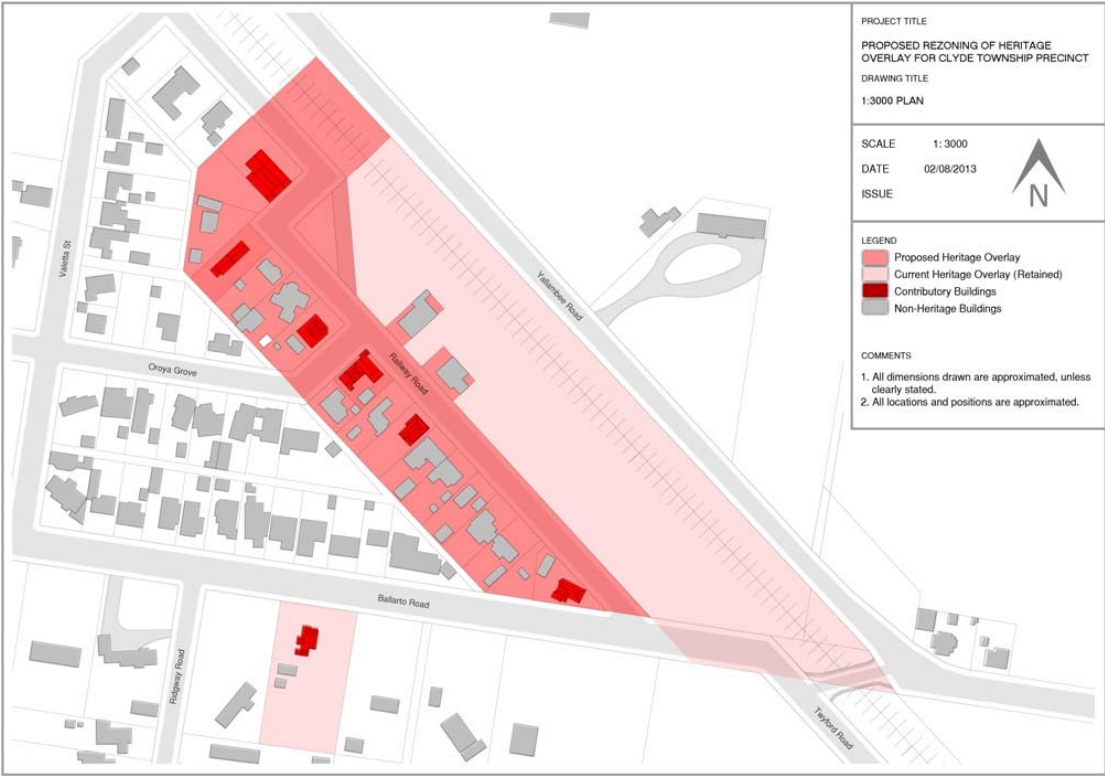 PROJECT TITLE
PROPOSED REZONING OF HERITAGE
OVERLAY FOR CLYDE TOWNSHIP PRECINCT
DRAWING TITLE
1:3000 PLAN
SCALE 1: 3000
DATE 02/08/2013
ISSUE
N
LEGEND
Proposed Heritage Overlay
Current Heritage Overlay (Retained)
Contributory Buildings
Non-Heritage Buildings
COMMENTS
1. All dimensions drawn are approximated, unless
clearly stated.
2. All locations and positions are approximated.
Valetta St
Yallambee Road
Oroya Grove
Railway Road
Ballarto Road
Ridgway Road
Twyford Road